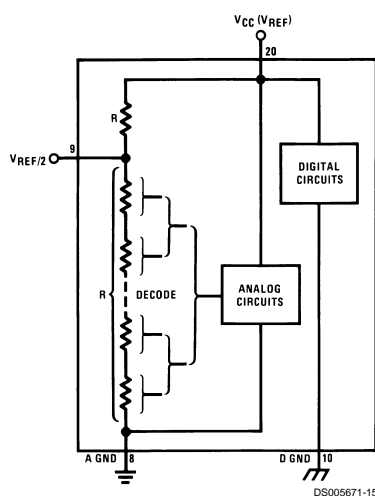 VCC (VREF)
20
R
9
VREF/2
DIGITAL
CIRCUITS
R
DECODE
ANALOG
CIRCUITS
A GND
8
D GND
10
DS005671-15